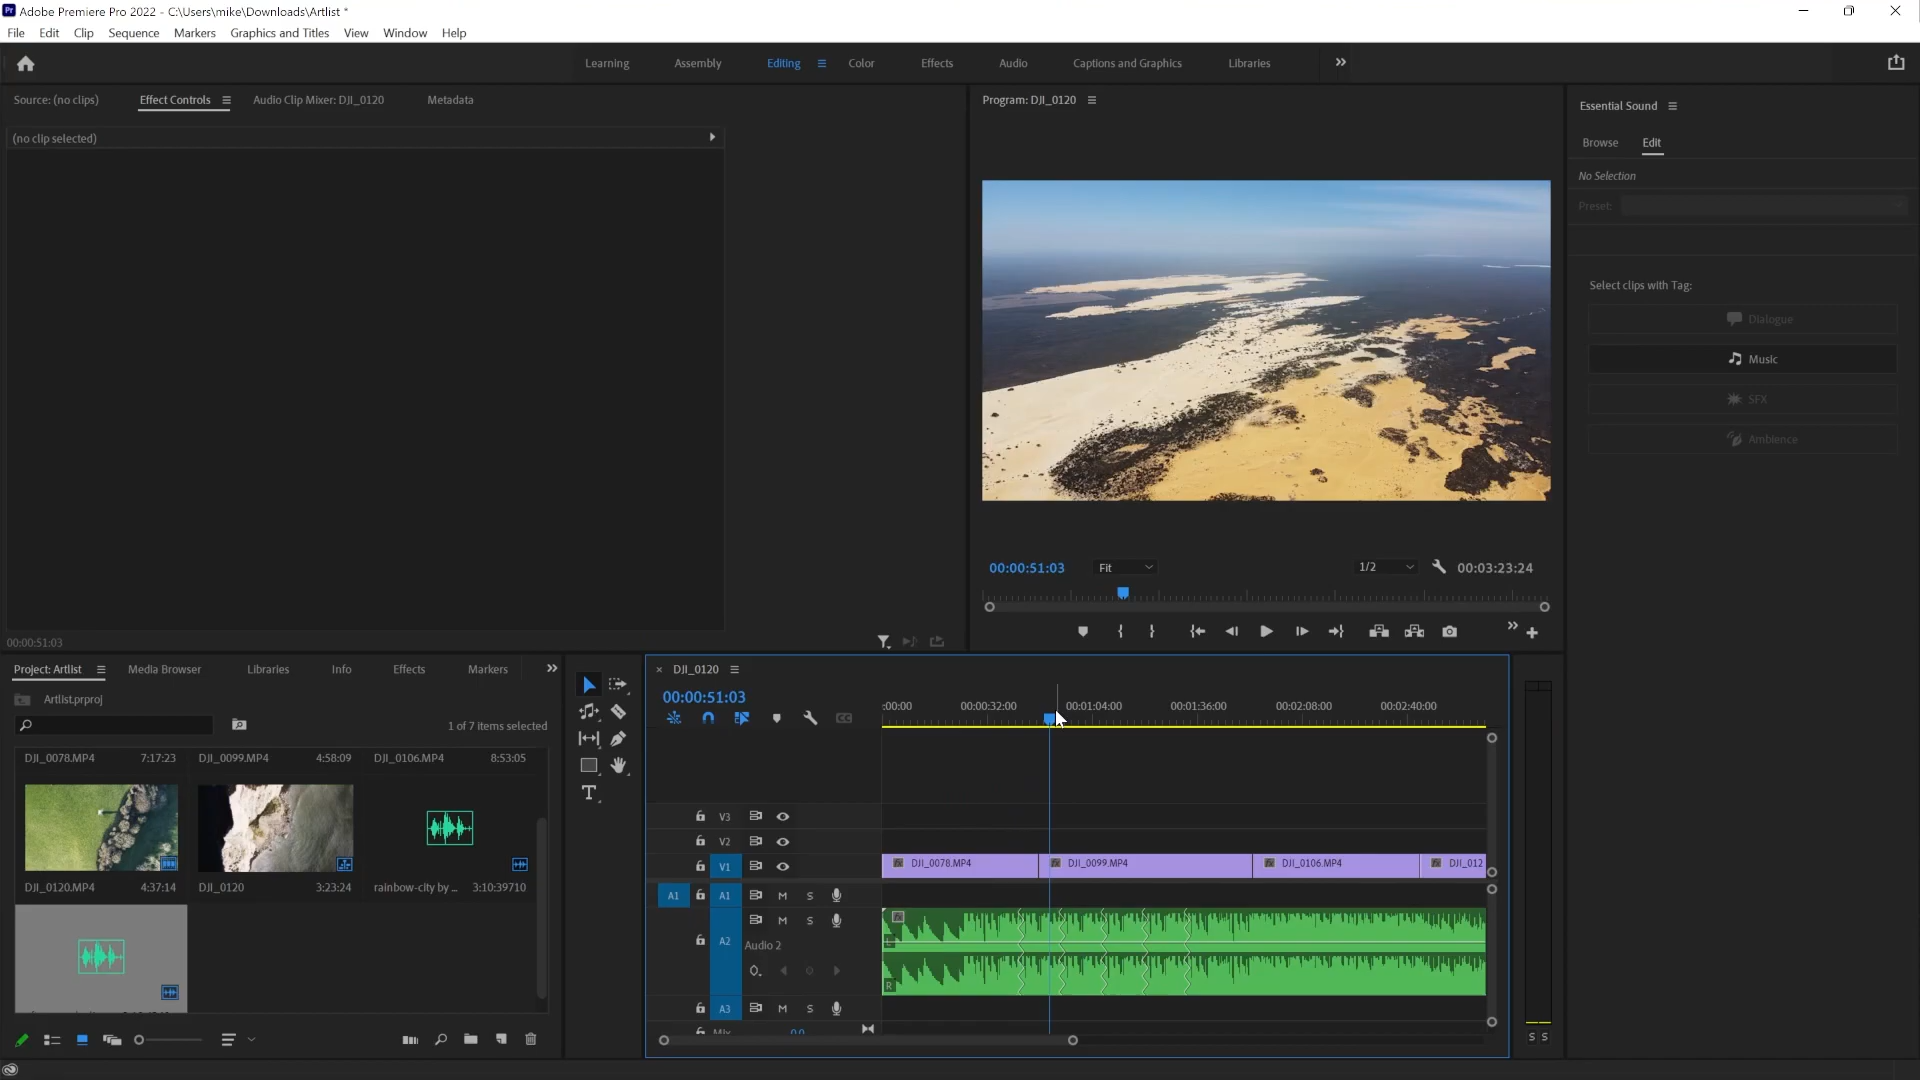 Pr Adobe Premiere Pro 2022 - C:\Users\mike\Downloads\Artlist *
File Edit Clip Sequence Markers Graphics and Titles View Window Help
Learning Assembly Editing Color Effects Audio Captions and Graphics Libraries
Source: (no clips) Effect Controls Audio Clip Mixer: DJI_0120 Metadata
(no clip selected)
00:00:51:03
Program: DJI_0120
00:00:51:03 Fit 1/2 00:03:23:24
Essential Sound
Browse Edit
No Selection
Preset:
Select clips with Tag:
Dialogue
Music
SFX
Ambience
Project: Artlist Media Browser Libraries Info Effects Markers
Artlist.prproj
1 of 7 items selected
DJI_0078.MP4 7:17:23 DJI_0099.MP4 4:58:09 DJI_0106.MP4 8:53:05
DJI_0120.MP4 4:37:14 DJI_0120 3:23:24 rainbow-city by ... 3:10:39710
T
DJI_0120
00:00:51:03
:00:00 00:00:32:00 00:01:04:00 00:01:36:00 00:02:08:00 00:02:40:00
V3
V2
V1 fx DJI_0078.MP4 fx DJI_0099.MP4 fx DJI_0106.MP4 fx DJI_012
A1 A1 M S
A2 M S
Audio 2
L
R
A3 M S
Mix 0.0
S S